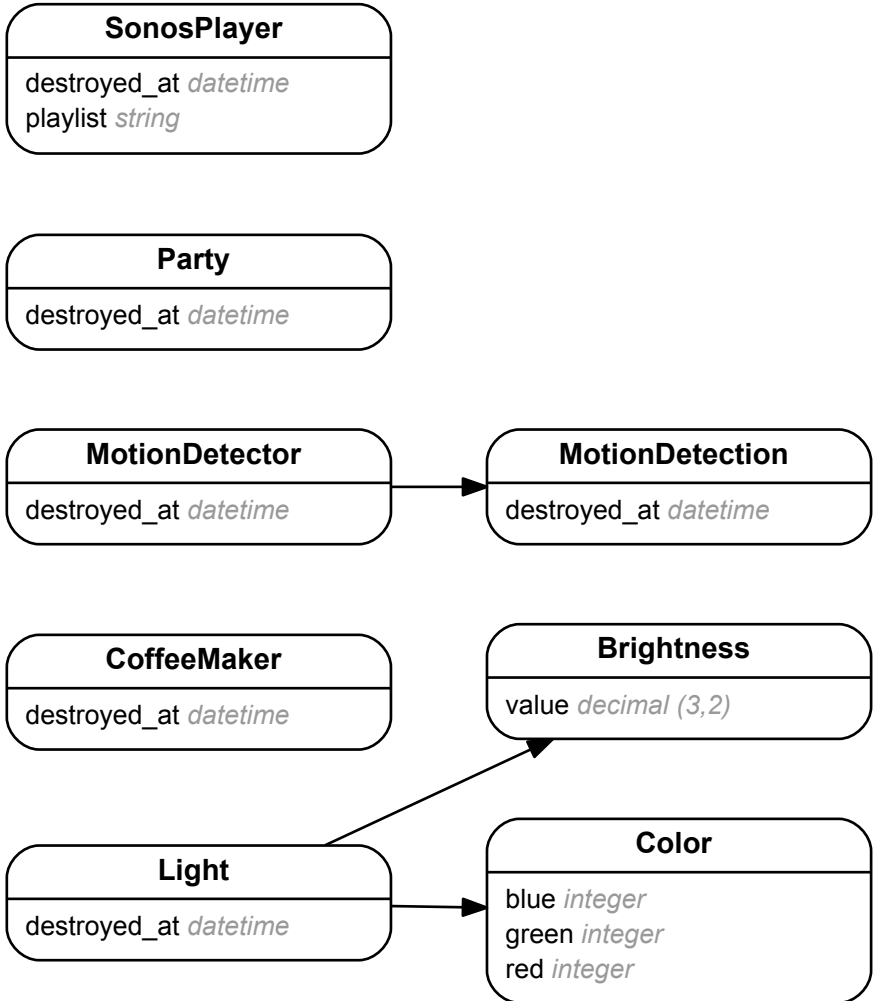 SonosPlayer
destroyed_at datetime
playlist string
Party
destroyed_at datetime
MotionDetector
destroyed_at datetime
MotionDetection
destroyed_at datetime
CoffeeMaker
destroyed_at datetime
Brightness
value decimal (3,2)
Light
destroyed_at datetime
Color
blue integer
green integer
red integer